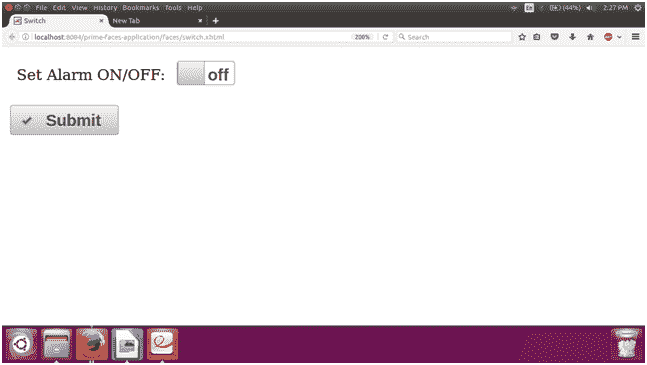 File Edit View History Bookmarks Tools Help
En (44%) 2:27 PM
Switch
New Tab
localhost:8084/prime-faces-application/faces/switch.xhtml
200%
Search
Set Alarm ON/OFF: off
Submit